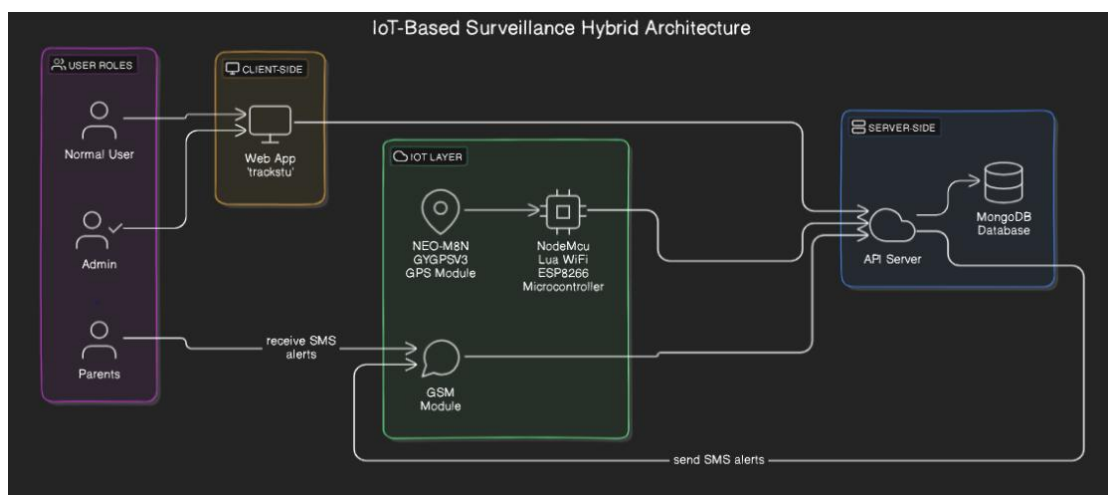 IoT-Based Surveillance Hybrid Architecture
USER ROLES
Normal User
Admin
Parents
CLIENT-SIDE
Web App
'trackstu'
IOT LAYER
NEO-M8N
GYGPSV3
GPS Module
NodeMcu
Lua WiFi
ESP8266
Microcontroller
receive SMS
alerts
GSM
Module
SERVER-SIDE
MongoDB
Database
API Server
send SMS alerts